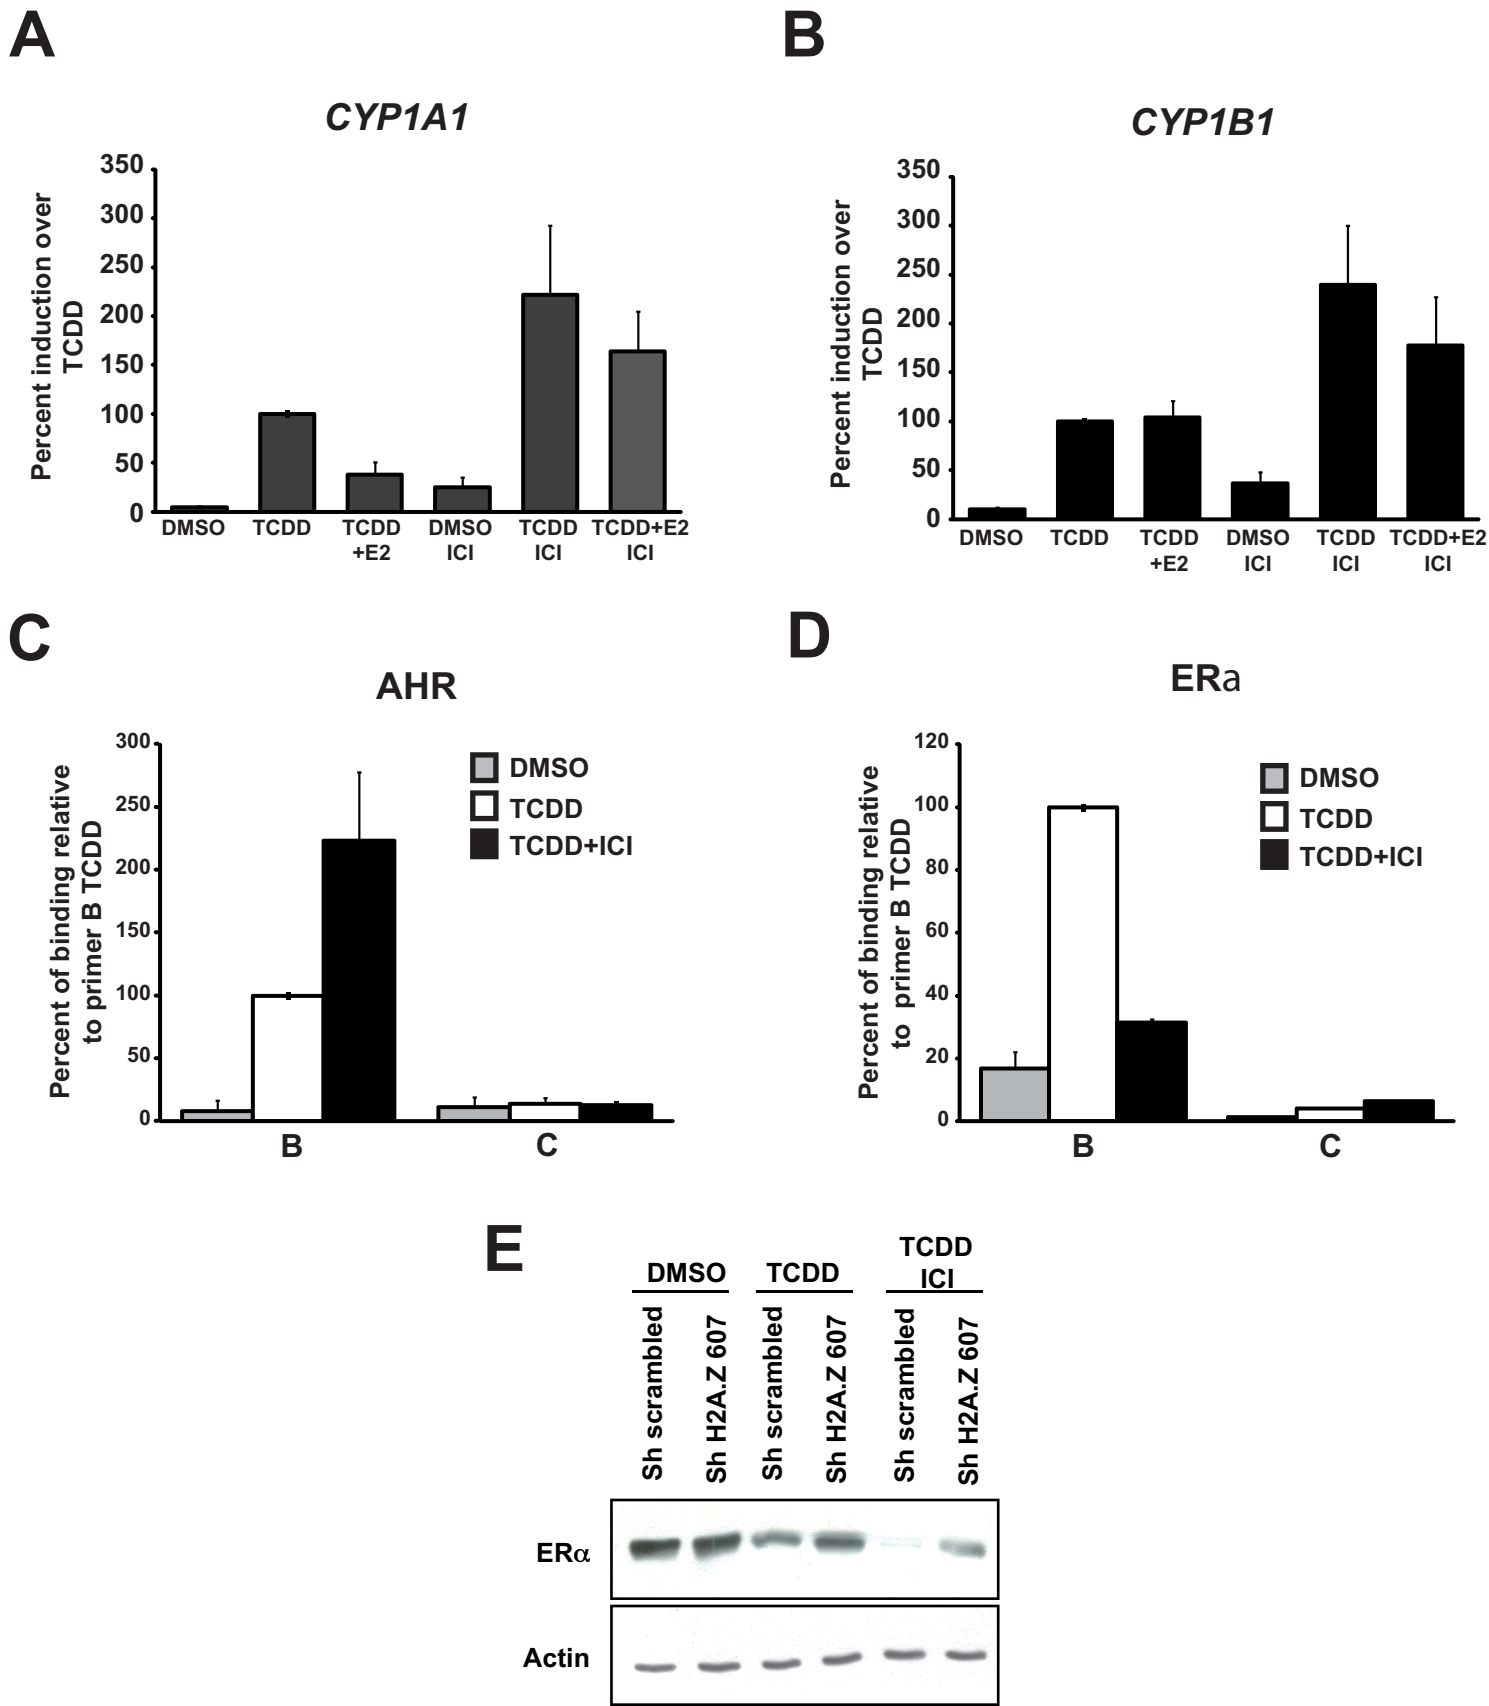 A
CYP1A1
Percent induction over
TCDD
350
300
250
200
150
100
50
0
DMSO
TCDD
TCDD
+E2
DMSO
ICI
TCDD
ICI
TCDD+E2
ICI
B
CYP1B1
Percent induction over
TCDD
350
300
250
200
150
100
50
0
DMSO
TCDD
TCDD
+E2
DMSO
ICI
TCDD
ICI
TCDD+E2
ICI
C
AHR
Percent of binding relative
to primer B TCDD
300
250
200
150
100
50
0
DMSO
TCDD
TCDD+ICI
B
C
D
ERa
Percent of binding relative
to primer B TCDD
120
100
80
60
40
20
0
DMSO
TCDD
TCDD+ICI
B
C
E
DMSO
TCDD
TCDD
ICI
Sh scrambled
Sh H2A.Z 607
Sh scrambled
Sh H2A.Z 607
Sh scrambled
Sh H2A.Z 607
ERα
Actin